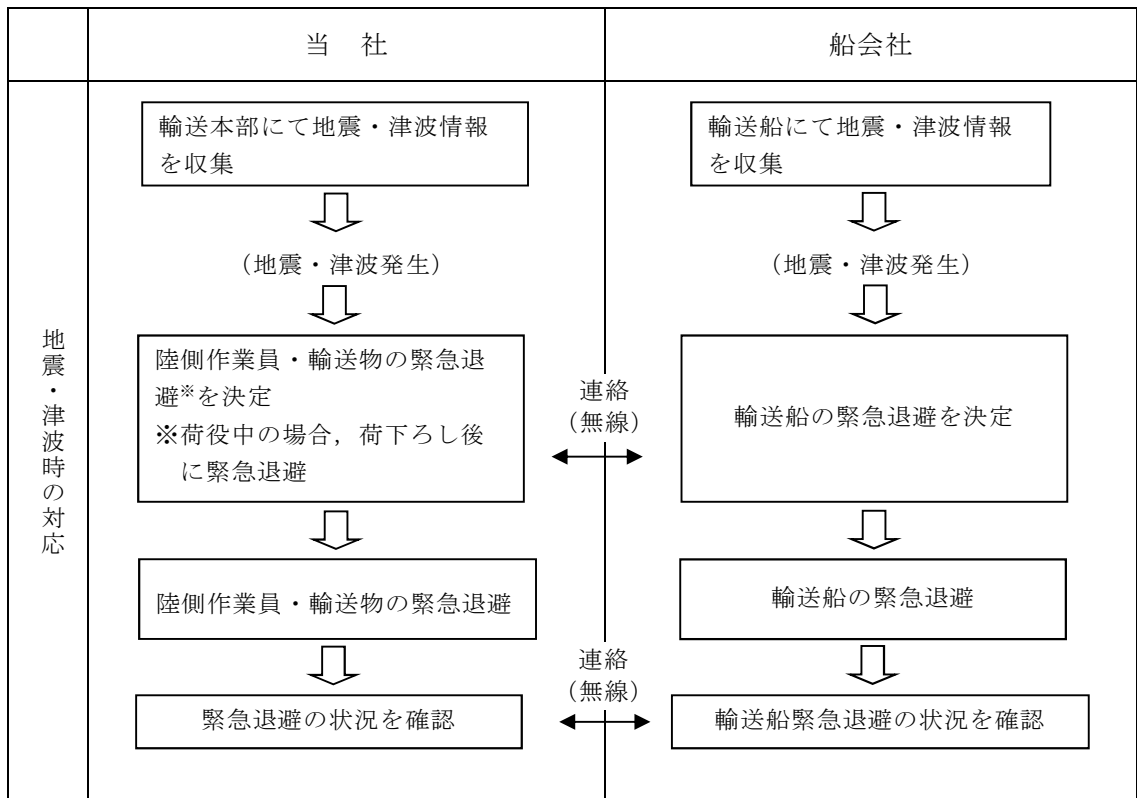 当 社
船会社
地震・津波時の対応
輸送本部にて地震・津波情報
を収集
(地震・津波発生)
陸側作業員・輸送物の緊急退
避※を決定
※荷役中の場合,荷下ろし後
に緊急退避
陸側作業員・輸送物の緊急退避
緊急退避の状況を確認
連絡
(無線)
連絡
(無線)
輸送船にて地震・津波情報
を収集
(地震・津波発生)
輸送船の緊急退避を決定
輸送船の緊急退避
輸送船緊急退避の状況を確認